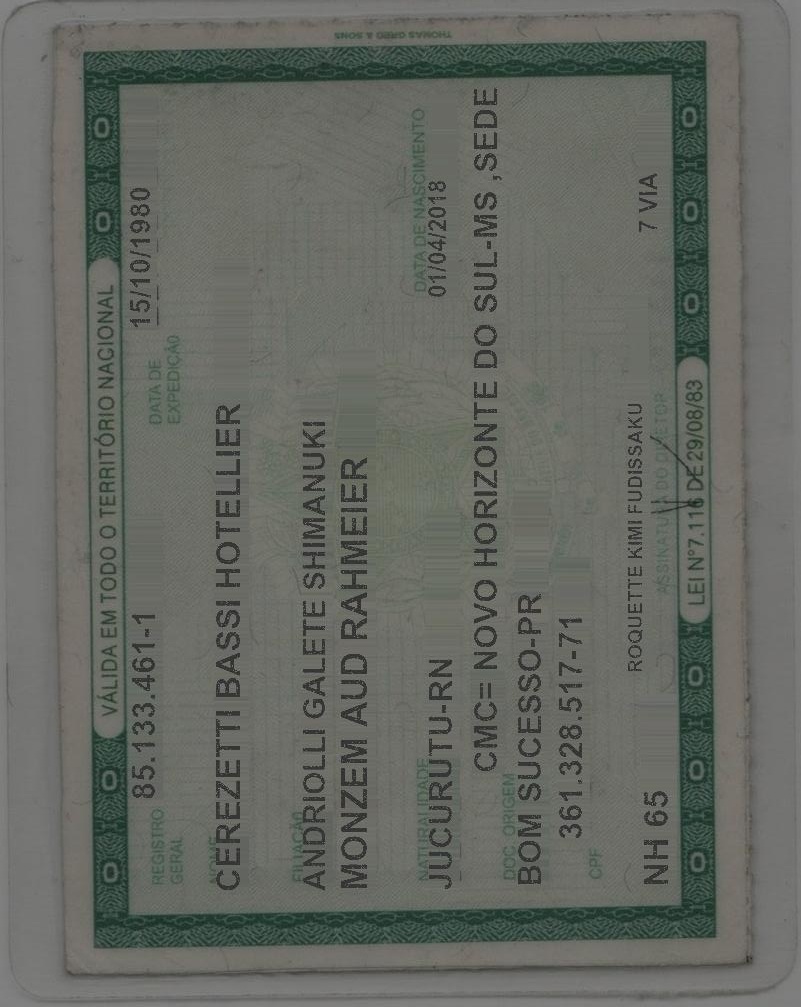 THOMAS GREG & SONS
VÁLIDA EM TODO O TERRITÓRIO NACIONAL
REGISTRO GERAL 85.133.461-1 DATA DE EXPEDIÇÃO 15/10/1980
NOME
CEREZETTI BASSI HOTELLIER
FILIAÇÃO
ANDRIOLLI GALETE SHIMANUKI
MONZEM AUD RAHMEIER
NATURALIDADE DATA DE NASCIMENTO
JUCURUTU-RN 01/04/2018
DOC. ORIGEM CMC= NOVO HORIZONTE DO SUL-MS ,SEDE
BOM SUCESSO-PR
CPF 361.328.517-71
NH 65 ROQUETTE KIMI FUDISSAKU 7 VIA
ASSINATURA DO DIRETOR
LEI Nº7.116 DE 29/08/83